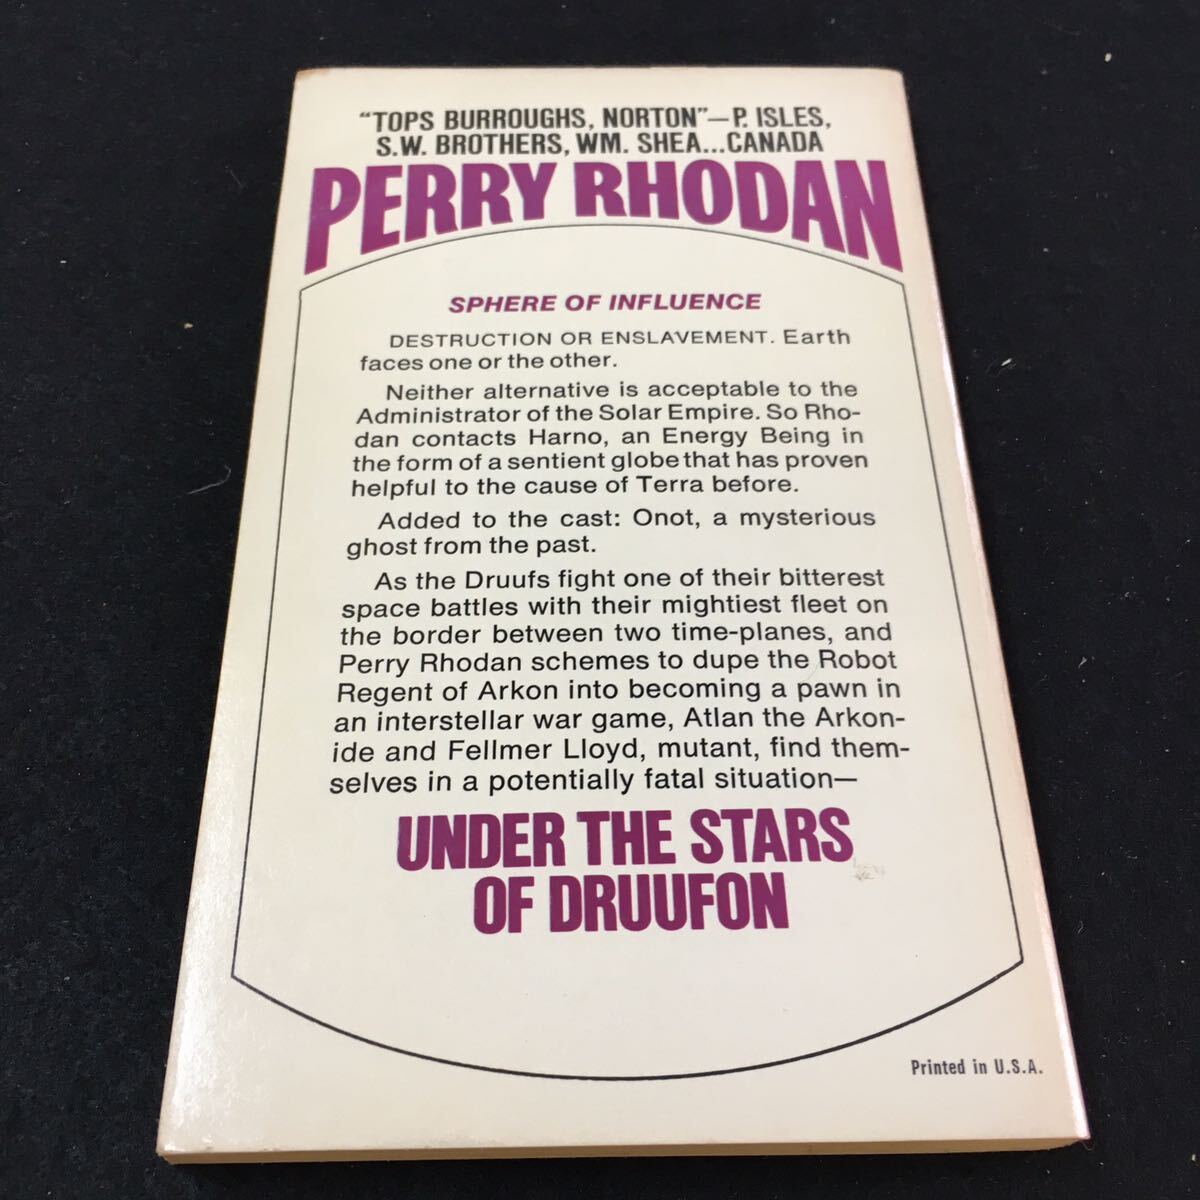 "TOPS BURROUGHS, NORTON"—P. ISLES,
S.W. BROTHERS, WM. SHEA...CANADA
PERRY RHODAN
SPHERE OF INFLUENCE
DESTRUCTION OR ENSLAVEMENT. Earth
faces one or the other.
Neither alternative is acceptable to the
Administrator of the Solar Empire. So Rho-
dan contacts Harno, an Energy Being in
the form of a sentient globe that has proven
helpful to the cause of Terra before.
Added to the cast: Onot, a mysterious
ghost from the past.
As the Druufs fight one of their bitterest
space battles with their mightiest fleet on
the border between two time-planes, and
Perry Rhodan schemes to dupe the Robot
Regent of Arkon into becoming a pawn in
an interstellar war game, Atlan the Arkon-
ide and Fellmer Lloyd, mutant, find them-
selves in a potentially fatal situation—
UNDER THE STARS
OF DRUUFON
Printed in U.S.A.